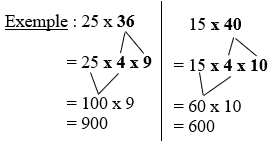 Exemple : 25 x 36
= 25 x 4 x 9
= 100 x 9
= 900
15 x 40
= 15 x 4 x 10
= 60 x 10
= 600